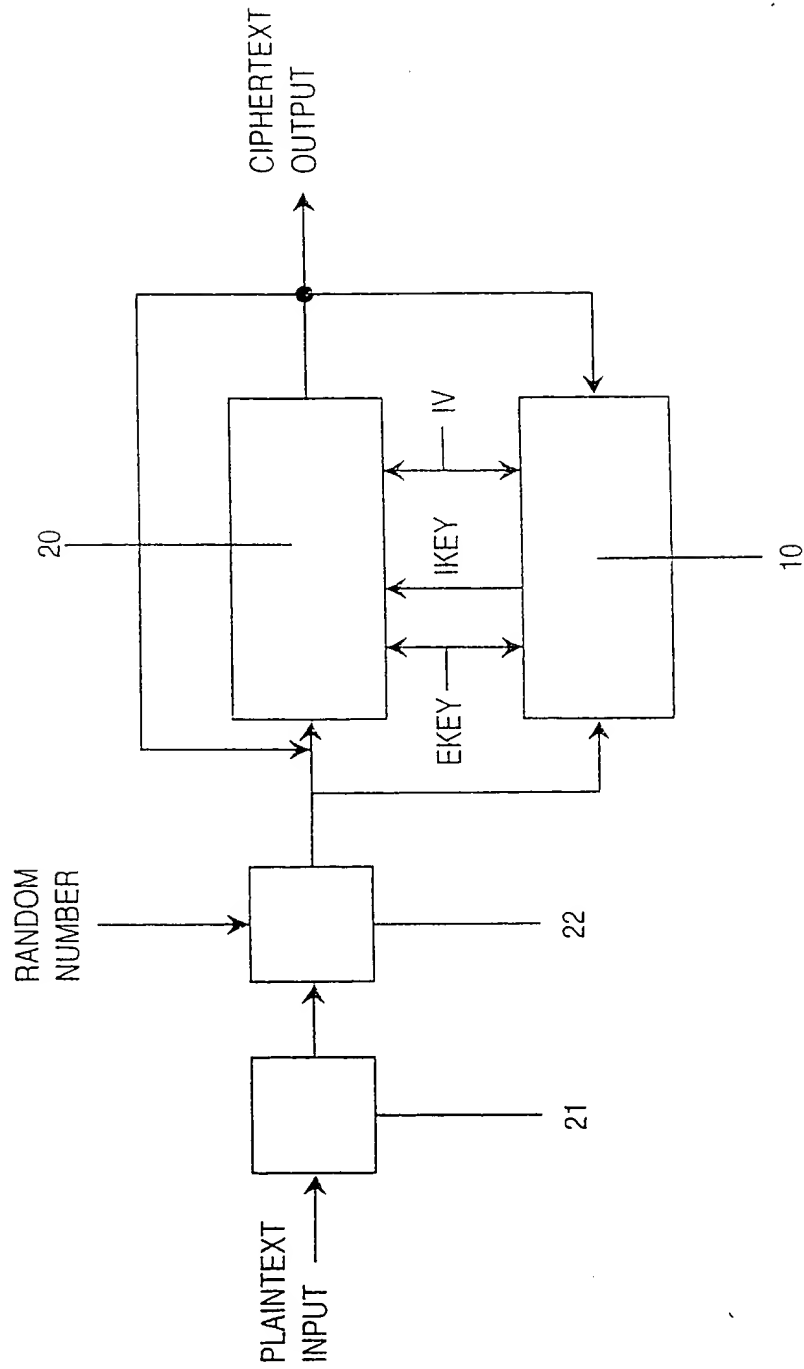 PLAINTEXT
INPUT
21
RANDOM
NUMBER
22
20
EKEY
IKEY
IV
10
CIPHERTEXT
OUTPUT